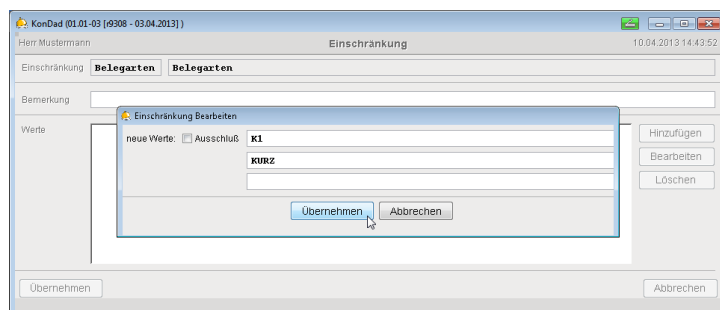 KonDad (01.01-03 [r9308 - 03.04.2013] )
Herr Mustermann Einschränkung 10.04.2013 14:43:52
Einschränkung Belegarten Belegarten
Bemerkung
Einschränkung Bearbeiten
Werte
neue Werte: Ausschluß K1
Hinzufügen
KURZ
Bearbeiten
Löschen
Übernehmen Abbrechen
Übernehmen Abbrechen